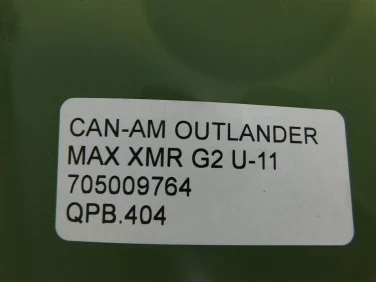 CAN-AM OUTLANDER
MAX XMR G2 U-11
705009764
QPB.404